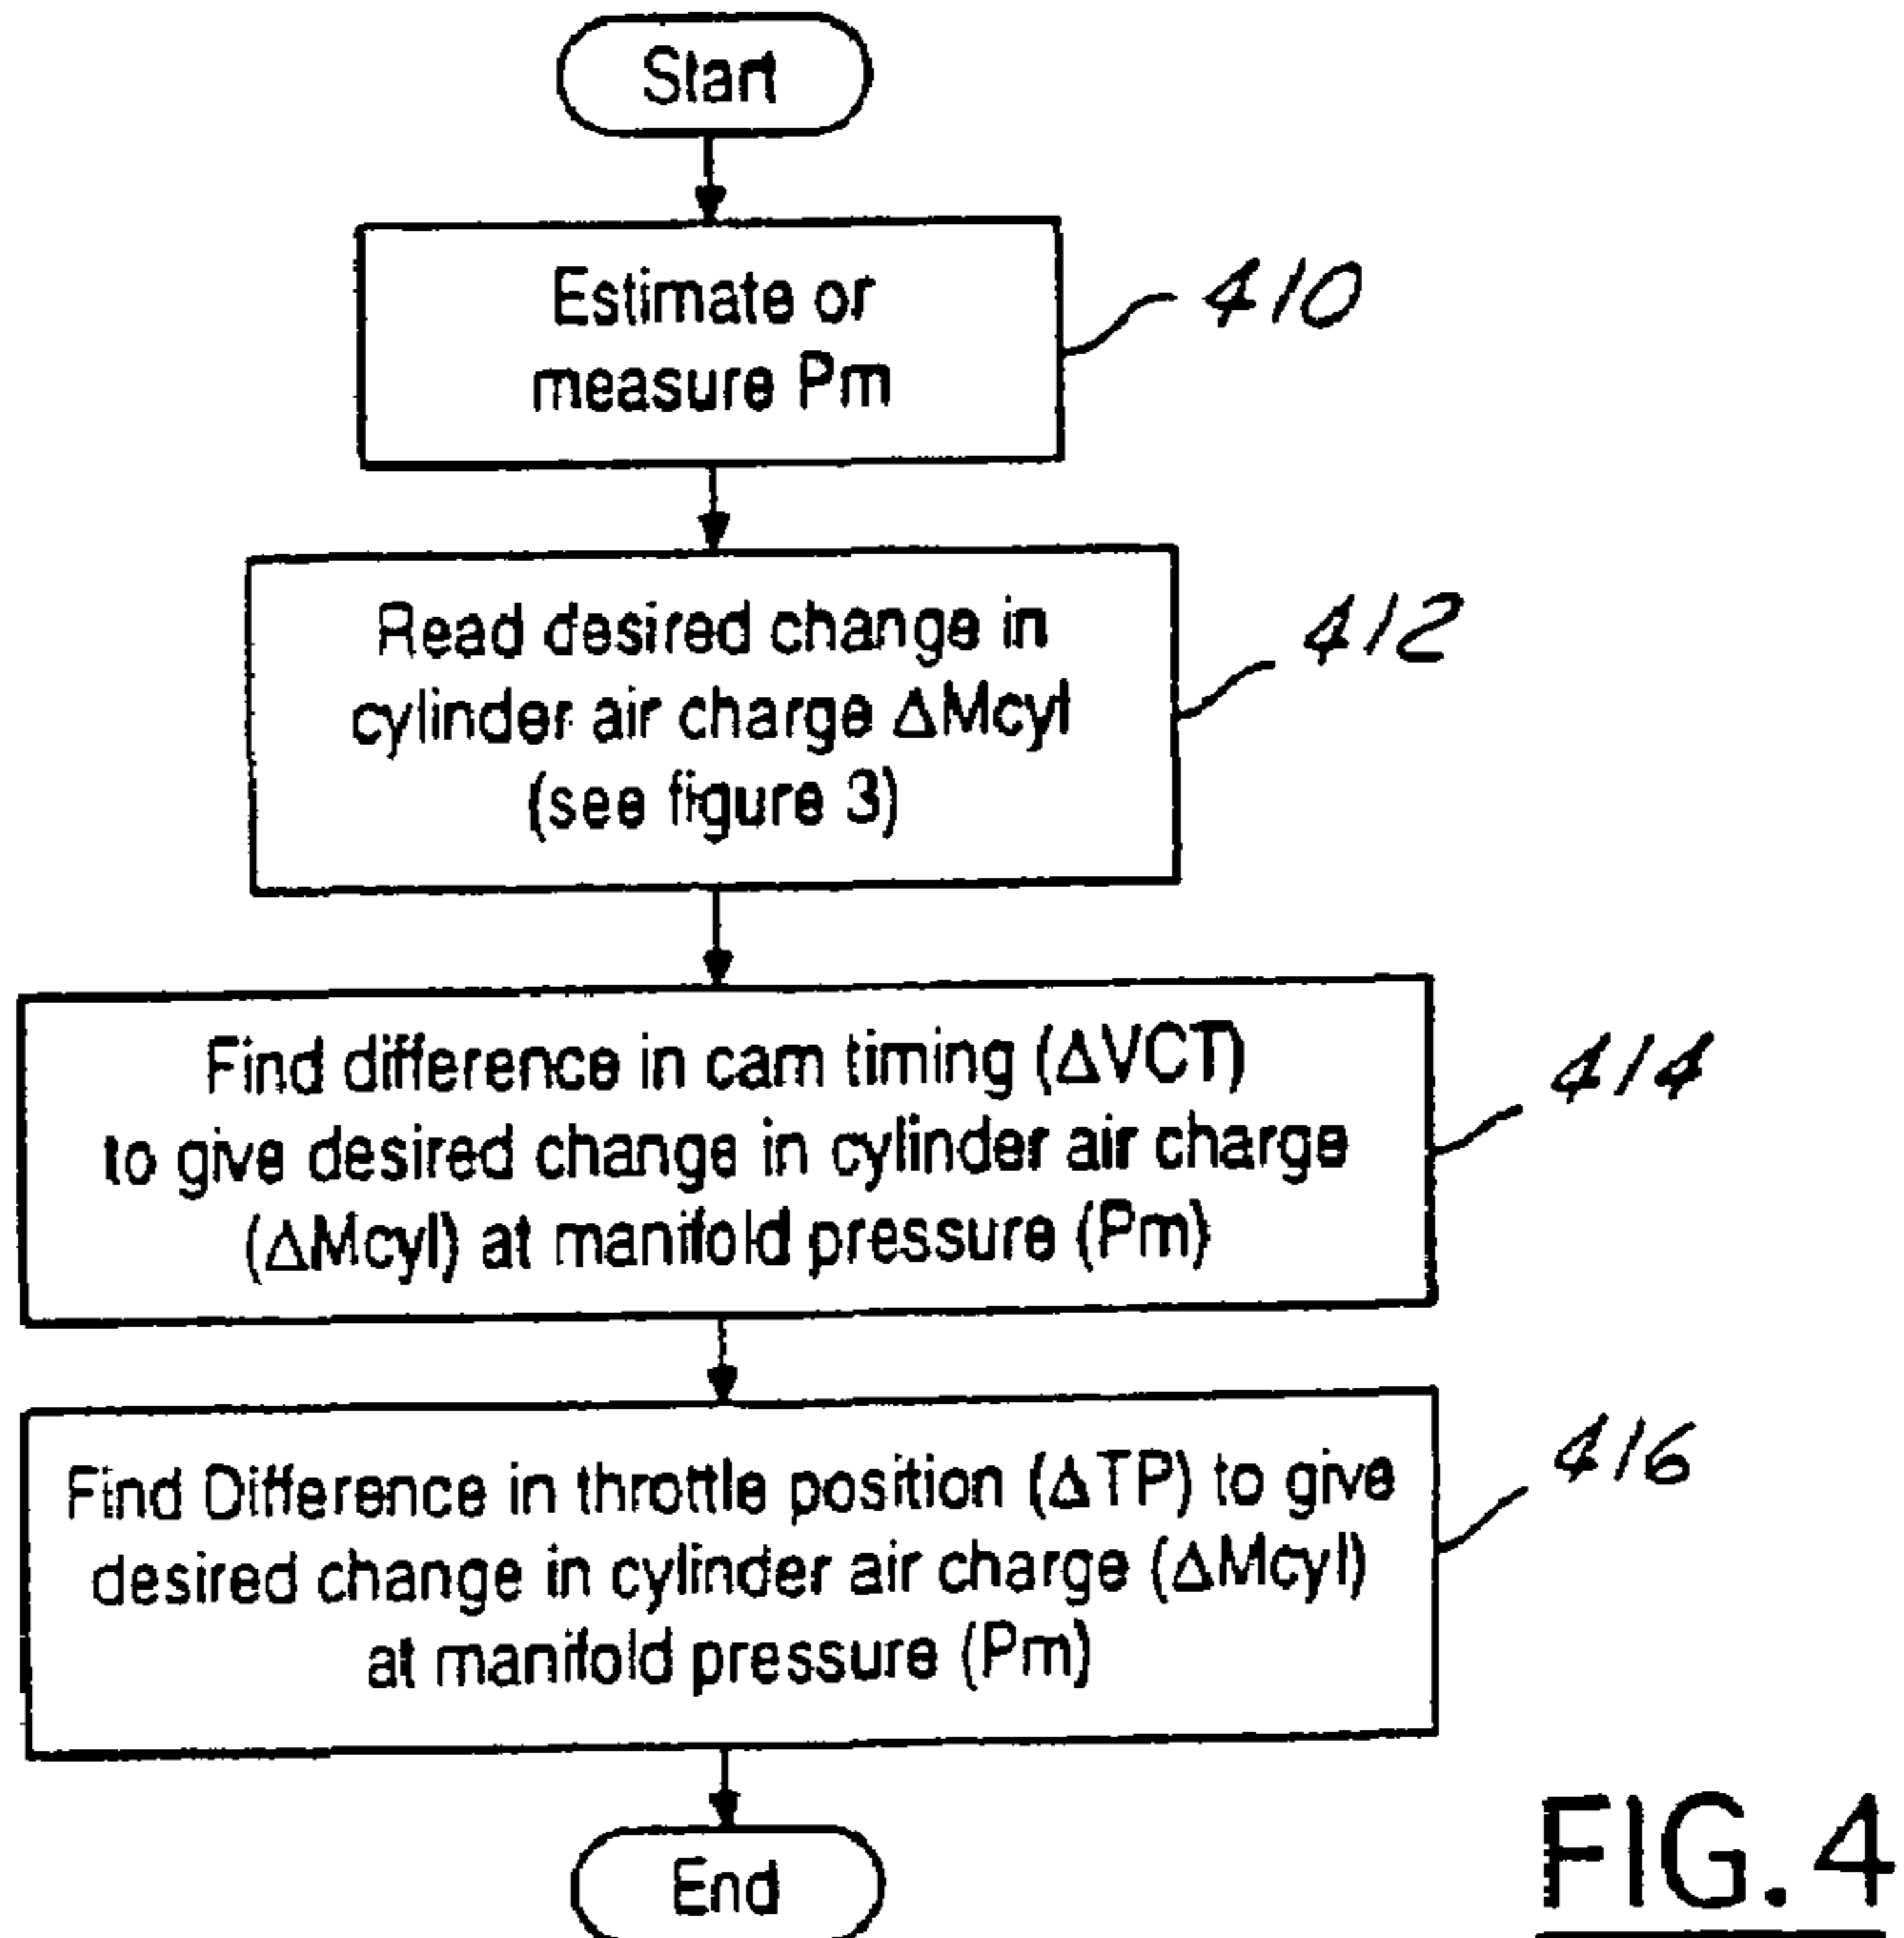 Start
Estimate or
measure Pm
410
Read desired change in
cylinder air charge ΔMcyl
(see figure 3)
412
Find difference in cam timing (ΔVCT)
to give desired change in cylinder air charge
(ΔMcyl) at manifold pressure (Pm)
414
Find Difference in throttle position (ΔTP) to give
desired change in cylinder air charge (ΔMcyl)
at manifold pressure (Pm)
416
End
FIG. 4